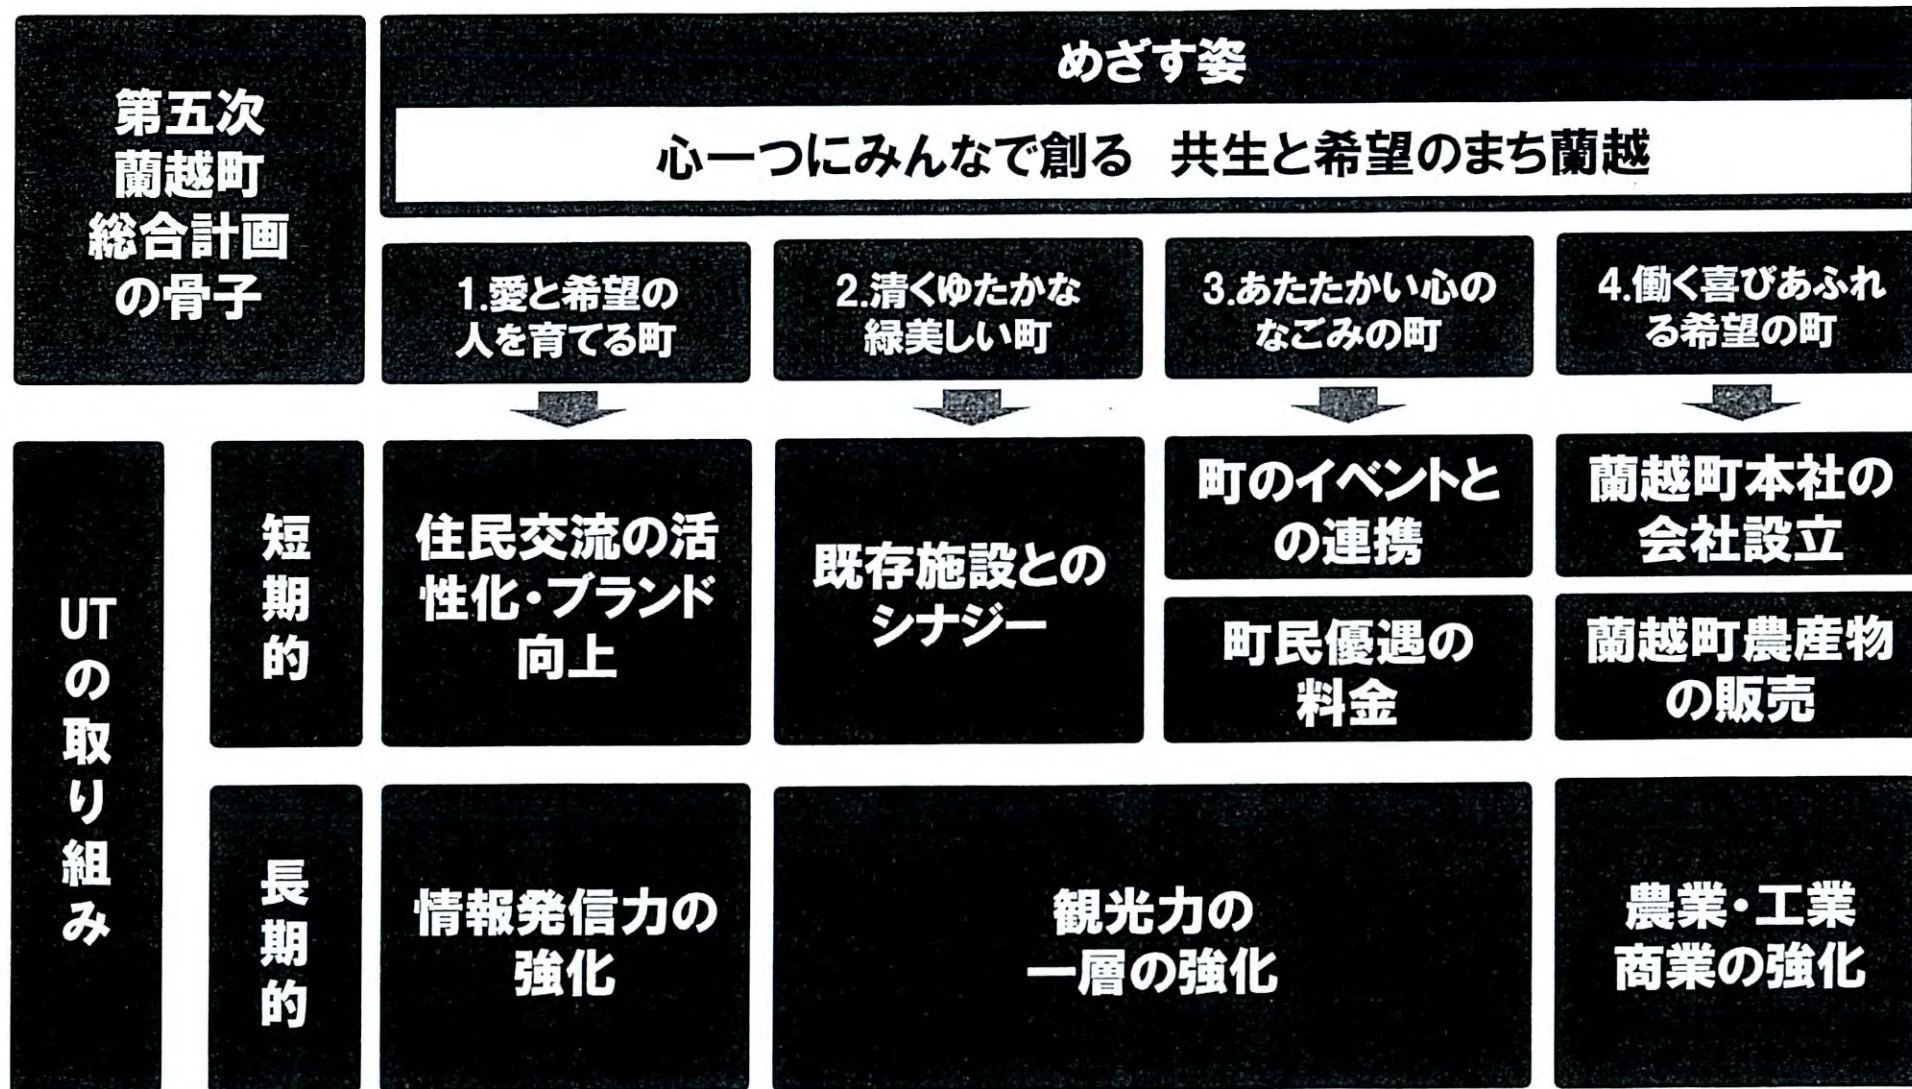 第五次
蘭越町
総合計画
の骨子
めざす姿
心一つにみんなで創る 共生と希望のまち蘭越
1.愛と希望の
人を育てる町
2.清くゆたかな
緑美しい町
3.あたたかい心の
なごみの町
4.働く喜びあふれ
る希望の町
UTの取り組み
短期的
住民交流の活
性化・ブランド
向上
既存施設との
シナジー
町のイベントと
の連携
町民優遇の
料金
蘭越町本社の
会社設立
蘭越町農産物
の販売
長期的
情報発信力の
強化
観光力の
一層の強化
農業・工業
商業の強化